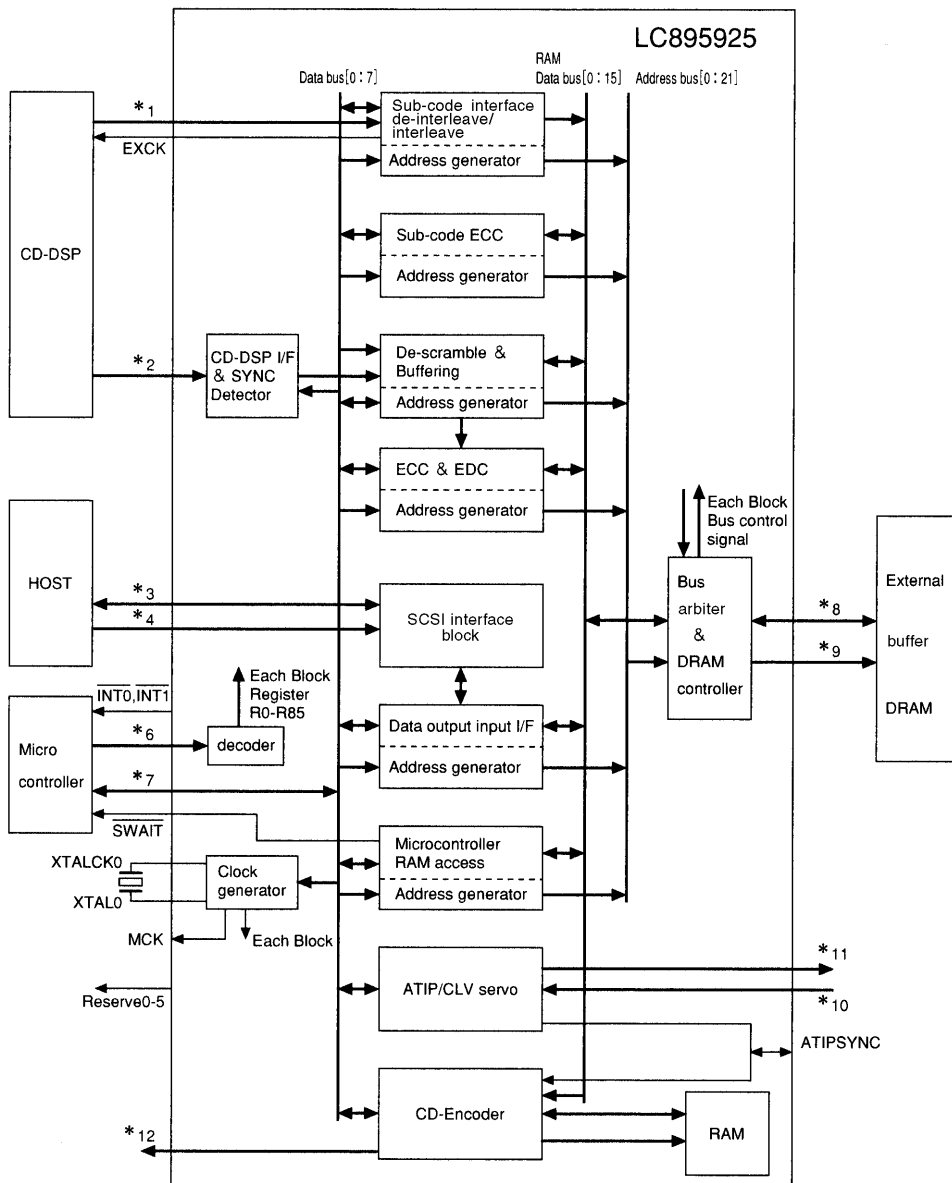 LC895925
RAM
Data bus[0 : 7]
Data bus[0 : 15]
Address bus[0 : 21]
*1
EXCK
CD-DSP
Sub-code interface
de-interleave/
interleave
Address generator
Sub-code ECC
Address generator
*2
CD-DSP I/F
& SYNC
Detector
De-scramble &
Buffering
Address generator
ECC & EDC
Address generator
Each Block
Bus control
signal
HOST
*3
*4
SCSI interface
block
Bus
arbiter
&
DRAM
controller
*8
*9
External
buffer
DRAM
Each Block
Register
R0-R85
INT0,INT1
Micro
controller
*6
decoder
*7
SWAIT
Data output input I/F
Address generator
Microcontroller
RAM access
Address generator
XTALCK0
XTAL0
Clock
generator
MCK
Each Block
Reserve0-5
ATIP/CLV servo
*11
*10
ATIPSYNC
CD-Encoder
RAM
*12